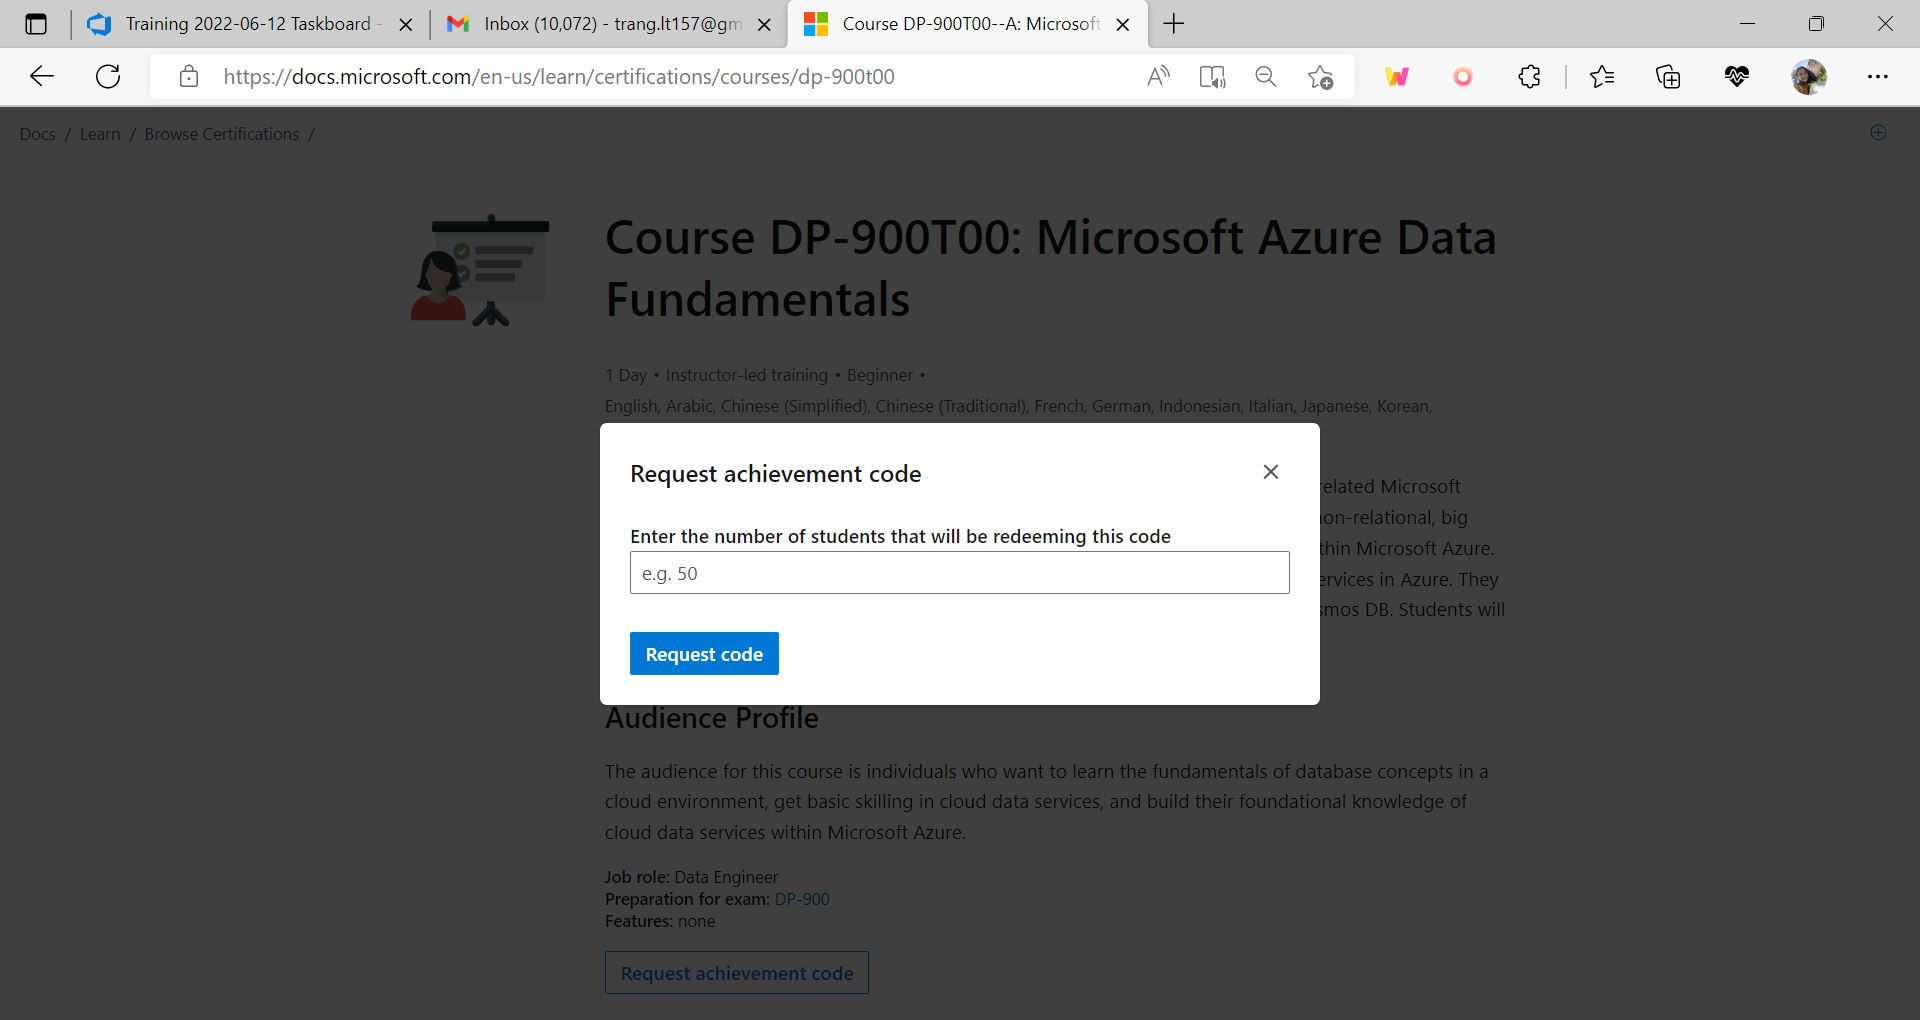 Training 2022-06-12 Taskboard -
Inbox (10,072) - trang.lt157@gm
Course DP-900T00--A: Microsoft
https://docs.microsoft.com/en-us/learn/certifications/courses/dp-900t00
Docs / Learn / Browse Certifications /
Course DP-900T00: Microsoft Azure Data
Fundamentals
1 Day • Instructor-led training • Beginner •
English, Arabic, Chinese (Simplified), Chinese (Traditional), French, German, Indonesian, Italian, Japanese, Korean,
Request achievement code
Enter the number of students that will be redeeming this code
e.g. 50
Request code
elated Microsoft
on-relational, big
thin Microsoft Azure.
ervices in Azure. They
smos DB. Students will
Audience Profile
The audience for this course is individuals who want to learn the fundamentals of database concepts in a
cloud environment, get basic skilling in cloud data services, and build their foundational knowledge of
cloud data services within Microsoft Azure.
Job role: Data Engineer
Preparation for exam: DP-900
Features: none
Request achievement code